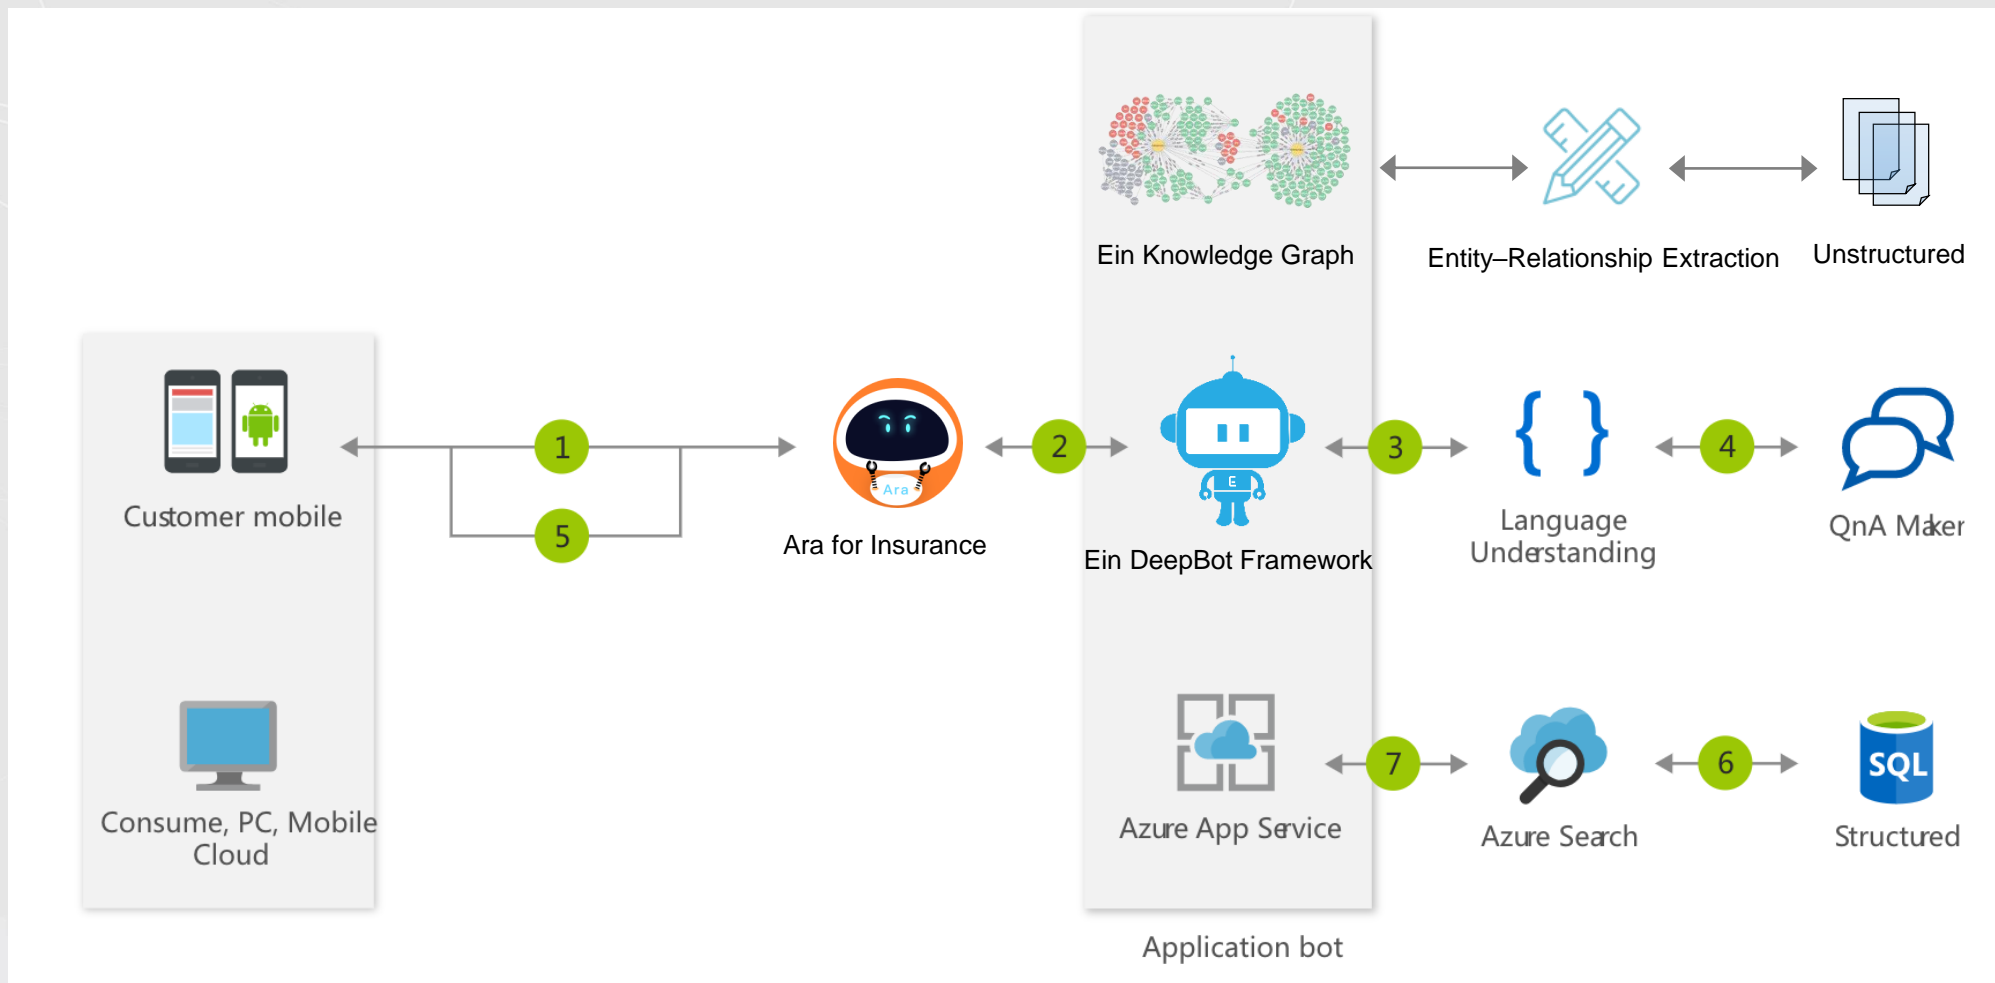 Ein Knowledge Graph
Entity–Relationship Extraction
Unstructured
Customer mobile
1
5
Ara
Ara for Insurance
2
E
Ein DeepBot Framework
3
{ }
Language
Understanding
4
QnA Maker
Consume, PC, Mobile
Cloud
Azure App Service
7
Azure Search
6
SQL
Structured
Application bot